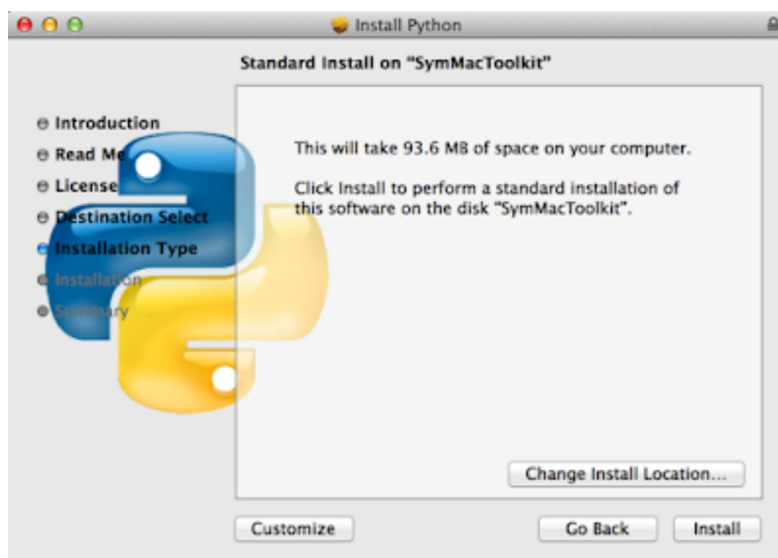 Install Python
Standard Install on "SymMacToolkit"
Introduction
Read Me
License
Destination Select
Installation Type
Installation
Summary
This will take 93.6 MB of space on your computer.
Click Install to perform a standard installation of
this software on the disk "SymMacToolkit".
Change Install Location...
Customize
Go Back
Install